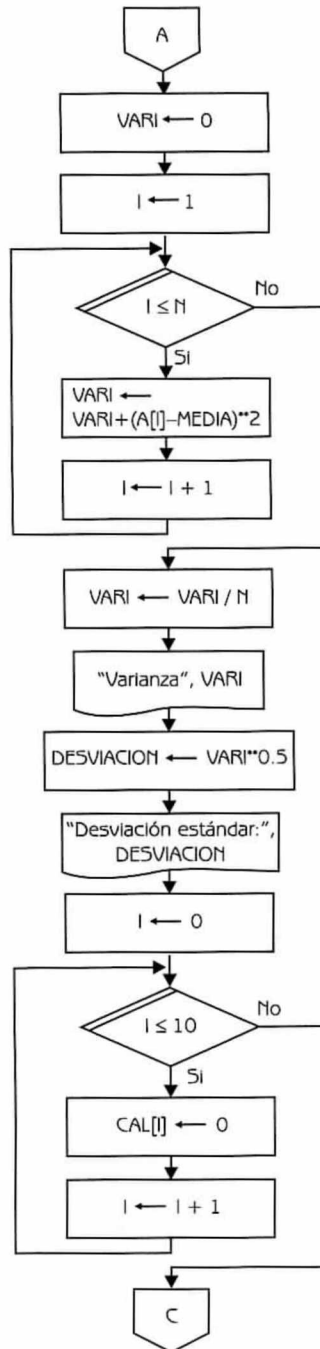 A
VARI ← 0
I ← 1
I ≤ N
No
Si
VARI ←
VARI+(A[I]−MEDIA)**2
I ← I + 1
VARI ← VARI / N
"Varianza", VARI
DESVIACION ← VARI**0.5
"Desviación estándar:",
DESVIACION
I ← 0
I ≤ 10
No
Si
CAL[I] ← 0
I ← I + 1
C